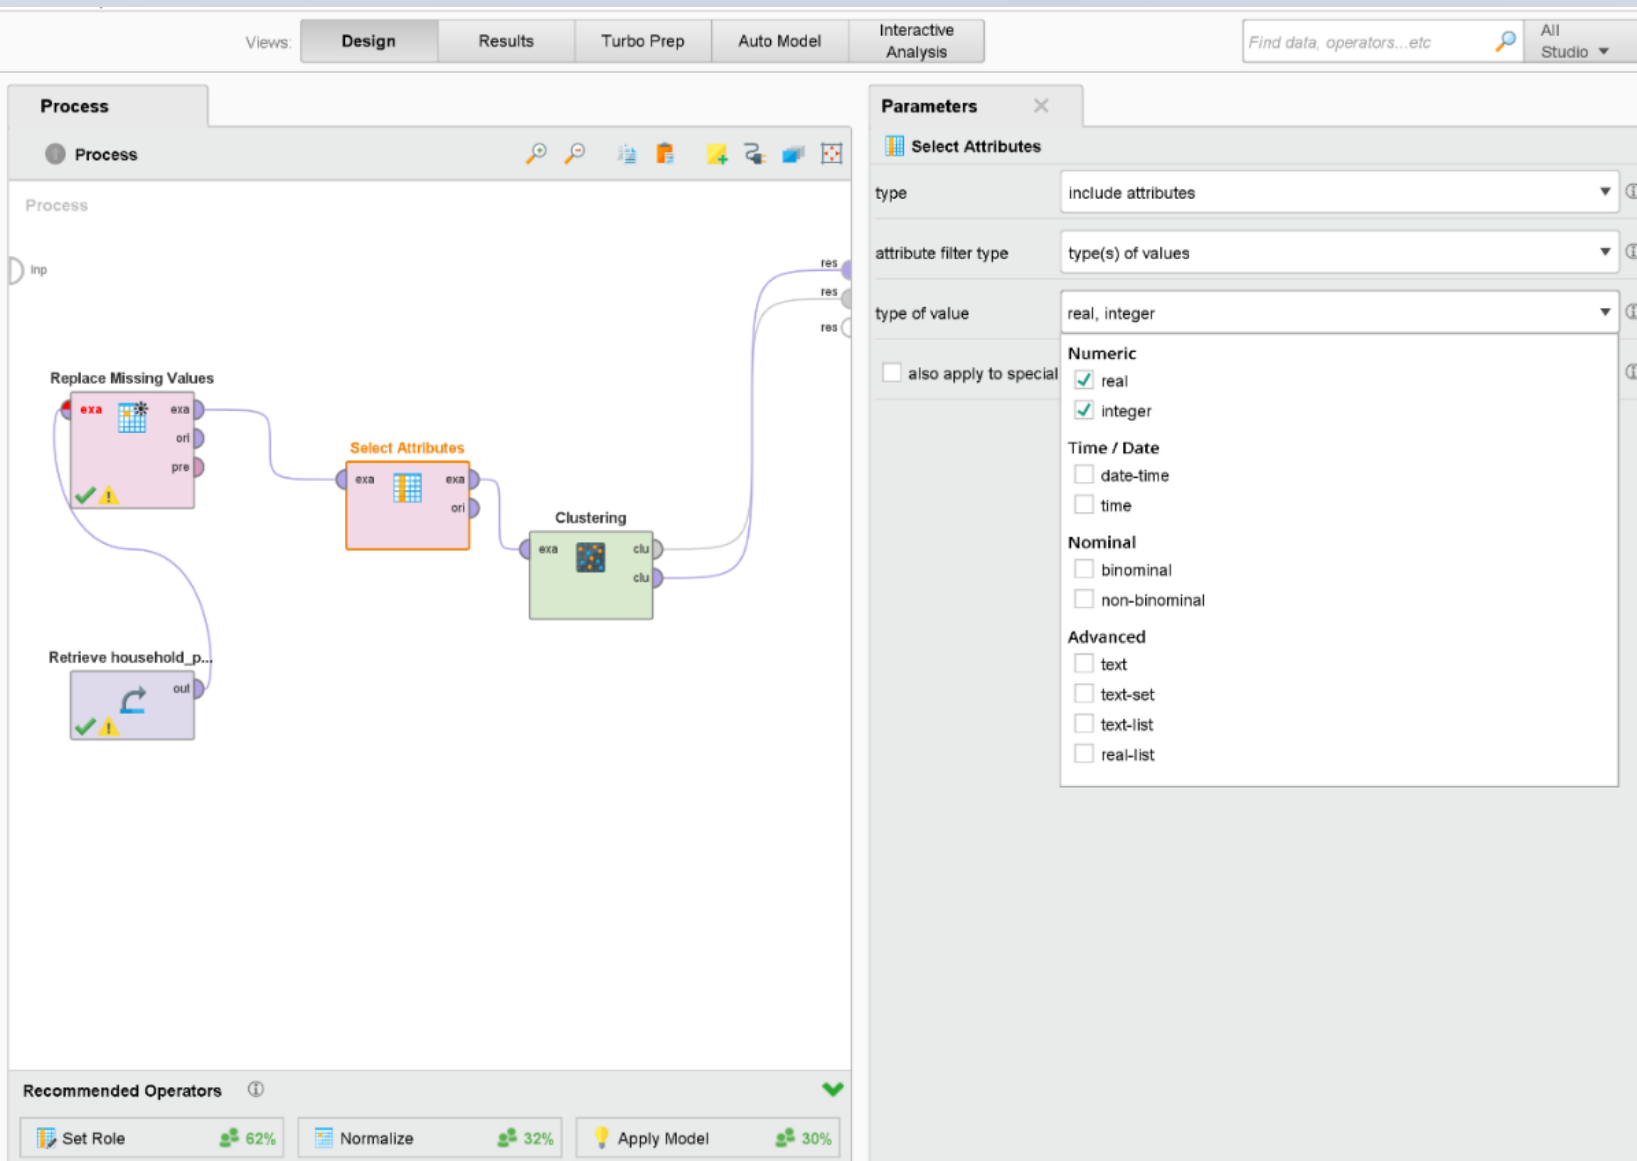 Views:
Design
Results
Turbo Prep
Auto Model
Interactive
Analysis
Find data, operators...etc
All
Studio
Process
Process
Process
inp
res
res
res
Replace Missing Values
exa
exa
ori
pre
Select Attributes
exa
exa
ori
Clustering
exa
clu
clu
Retrieve household_p...
out
Recommended Operators
Set Role
62%
Normalize
32%
Apply Model
30%
Parameters
Select Attributes
type
include attributes
attribute filter type
type(s) of values
type of value
real, integer
also apply to special
Numeric
real
integer
Time / Date
date-time
time
Nominal
binominal
non-binominal
Advanced
text
text-set
text-list
real-list